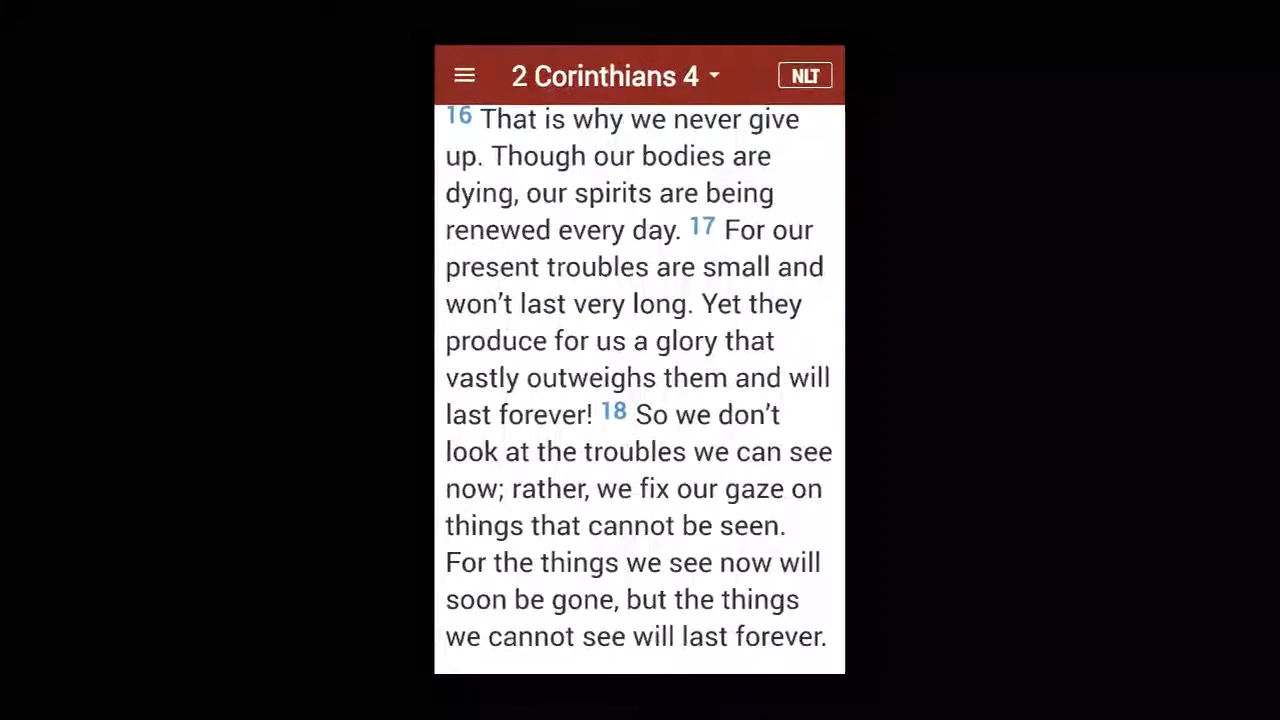 2 Corinthians 4
NLT
16 That is why we never give
up. Though our bodies are
dying, our spirits are being
renewed every day. 17 For our
present troubles are small and
won't last very long. Yet they
produce for us a glory that
vastly outweighs them and will
last forever! 18 So we don't
look at the troubles we can see
now; rather, we fix our gaze on
things that cannot be seen.
For the things we see now will
soon be gone, but the things
we cannot see will last forever.